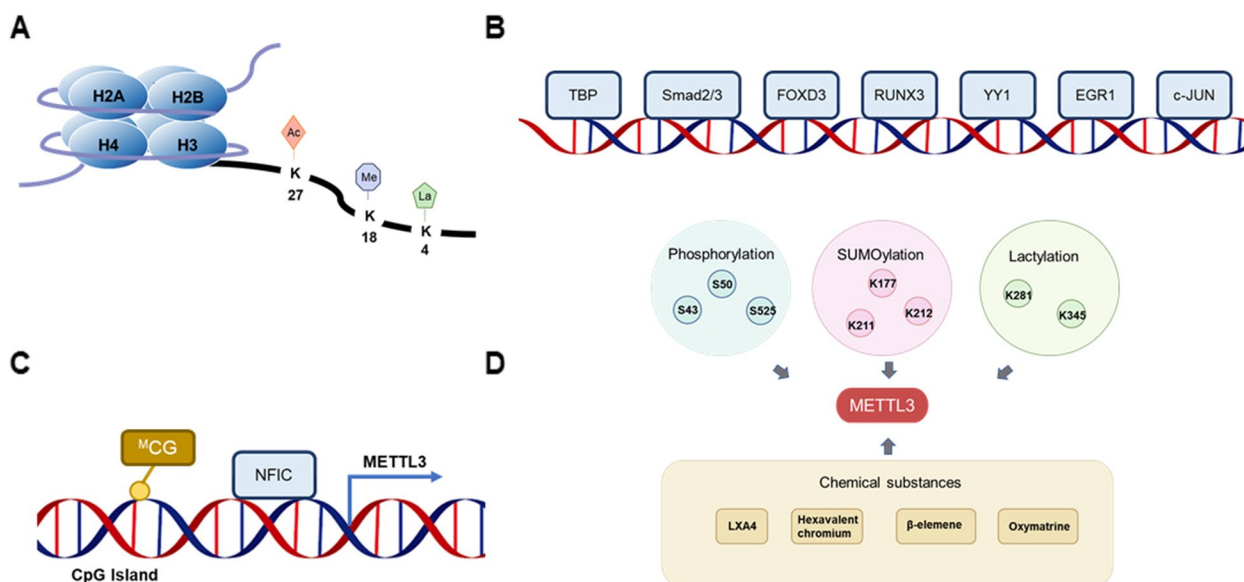 A
H2A
H2B
H4
H3
Ac
K
27
Me
K
18
La
K
4
B
TBP
Smad2/3
FOXD3
RUNX3
YY1
EGR1
c-JUN
C
ᴹCG
NFIC
METTL3
CpG Island
D
Phosphorylation
S50
S43
S525
SUMOylation
K177
K211
K212
Lactylation
K281
K345
METTL3
Chemical substances
LXA4
Hexavalent
chromium
β-elemene
Oxymatrine